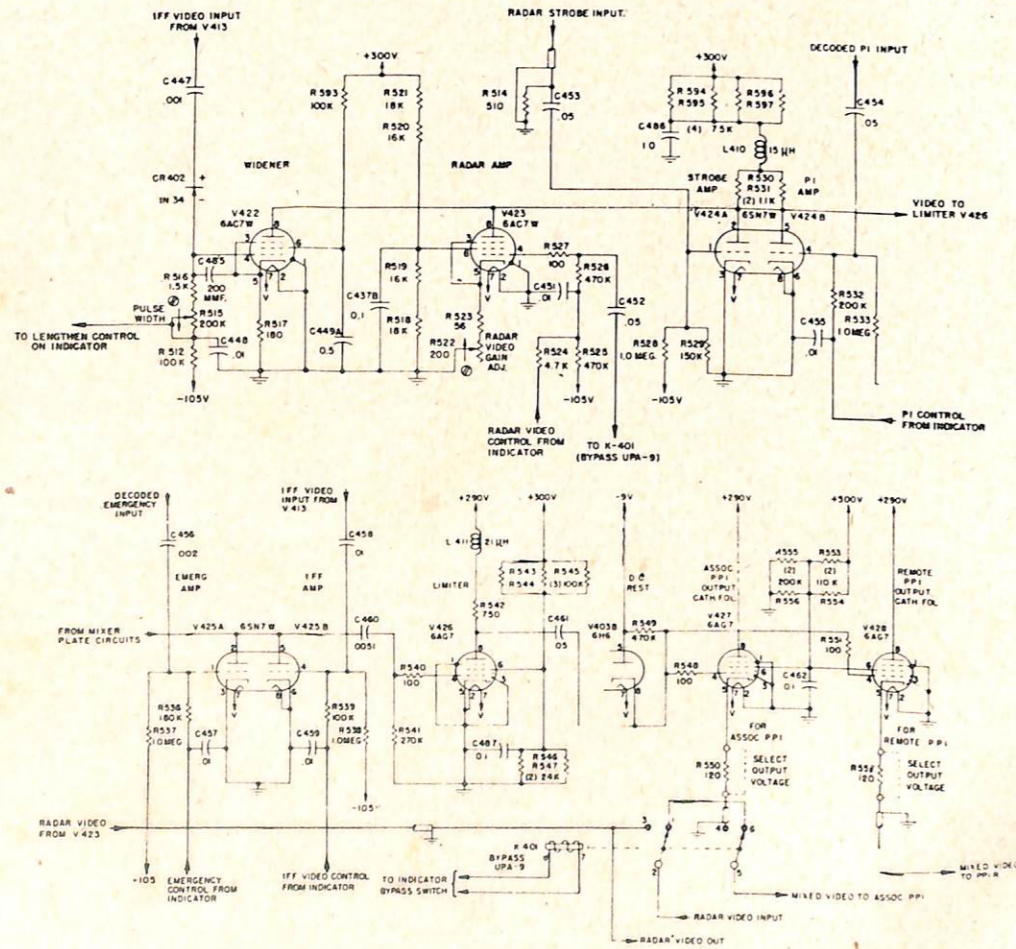 IFF VIDEO INPUT
FROM V413
RADAR STROBE INPUT.
DECODED PI INPUT
+300V
+300V
C447
.001
R593
100K
R521
18K
R520
16K
R514
510
C453
.05
R594
R595
R596
R597
(4) 75K
C486
10
L410
15 µH
C454
.05
WIDENER
RADAR AMP
STROBE
AMP
R530
R531
(2) 1.1K
PI
AMP
CR402
IN 34
+
-
V422
6AC7W
V423
6AC7W
V424A
6SN7W
V424B
VIDEO TO
LIMITER V426
R516
1.5K
C485
200
MMF.
R519
16K
R527
100
R526
470K
C451
.01
C452
.05
R532
200K
R533
1.0MEG
PULSE
WIDTH
R515
200K
R517
180
C437B
0.1
R518
18K
R523
56
C449A
0.5
C455
.01
TO LENGTHEN CONTROL
ON INDICATOR
C448
.01
R512
100K
R522
200
RADAR
VIDEO
GAIN
ADJ.
R524
4.7K
R525
470K
R528
1.0MEG.
R529
150K
-105V
-105V
-105V
RADAR VIDEO
CONTROL FROM
INDICATOR
TO K-401
(BYPASS UPA-9)
PI CONTROL
FROM INDICATOR
DECODED
EMERGENCY
INPUT
IFF VIDEO
INPUT FROM
V413
+290V
+300V
-9V
+290V
+300V
+290V
C456
.002
C458
.01
L411
21µH
EMERG
AMP
IFF
AMP
LIMITER
R543
R544
R545
(3)100K
D C
REST
ASSOC
PPI
OUTPUT
CATH FOL
R555
(2)
200K
R556
R553
(2)
110K
R554
REMOTE
PPI
OUTPUT
CATH FOL
R542
750
FROM MIXER
PLATE CIRCUITS
V425A
6SN7W
V425B
C460
.0051
V426
6AG7
C461
.05
V403B
6H6
R549
470K
V427
6AG7
R551
100
V428
6AG7
R540
100
R548
100
C462
0.1
R536
180K
R537
1.0MEG
C457
.01
C459
.01
R539
100K
R538
1.0MEG
R541
270K
C487
0.1
R546
R547
(2) 24K
FOR
ASSOC PPI
FOR
REMOTE PPI
R550
120
SELECT
OUTPUT
VOLTAGE
120
SELECT
OUTPUT
VOLTAGE
-105
RADAR VIDEO
FROM V423
K 401
BYPASS
UPA-9
-105
EMERGENCY
CONTROL FROM
INDICATOR
IFF VIDEO CONTROL
FROM INDICATOR
TO INDICATOR
BYPASS SWITCH
MIXED VIDEO
TO PPI-R
MIXED VIDEO TO ASSOC PPI
RADAR VIDEO INPUT
RADAR VIDEO OUT